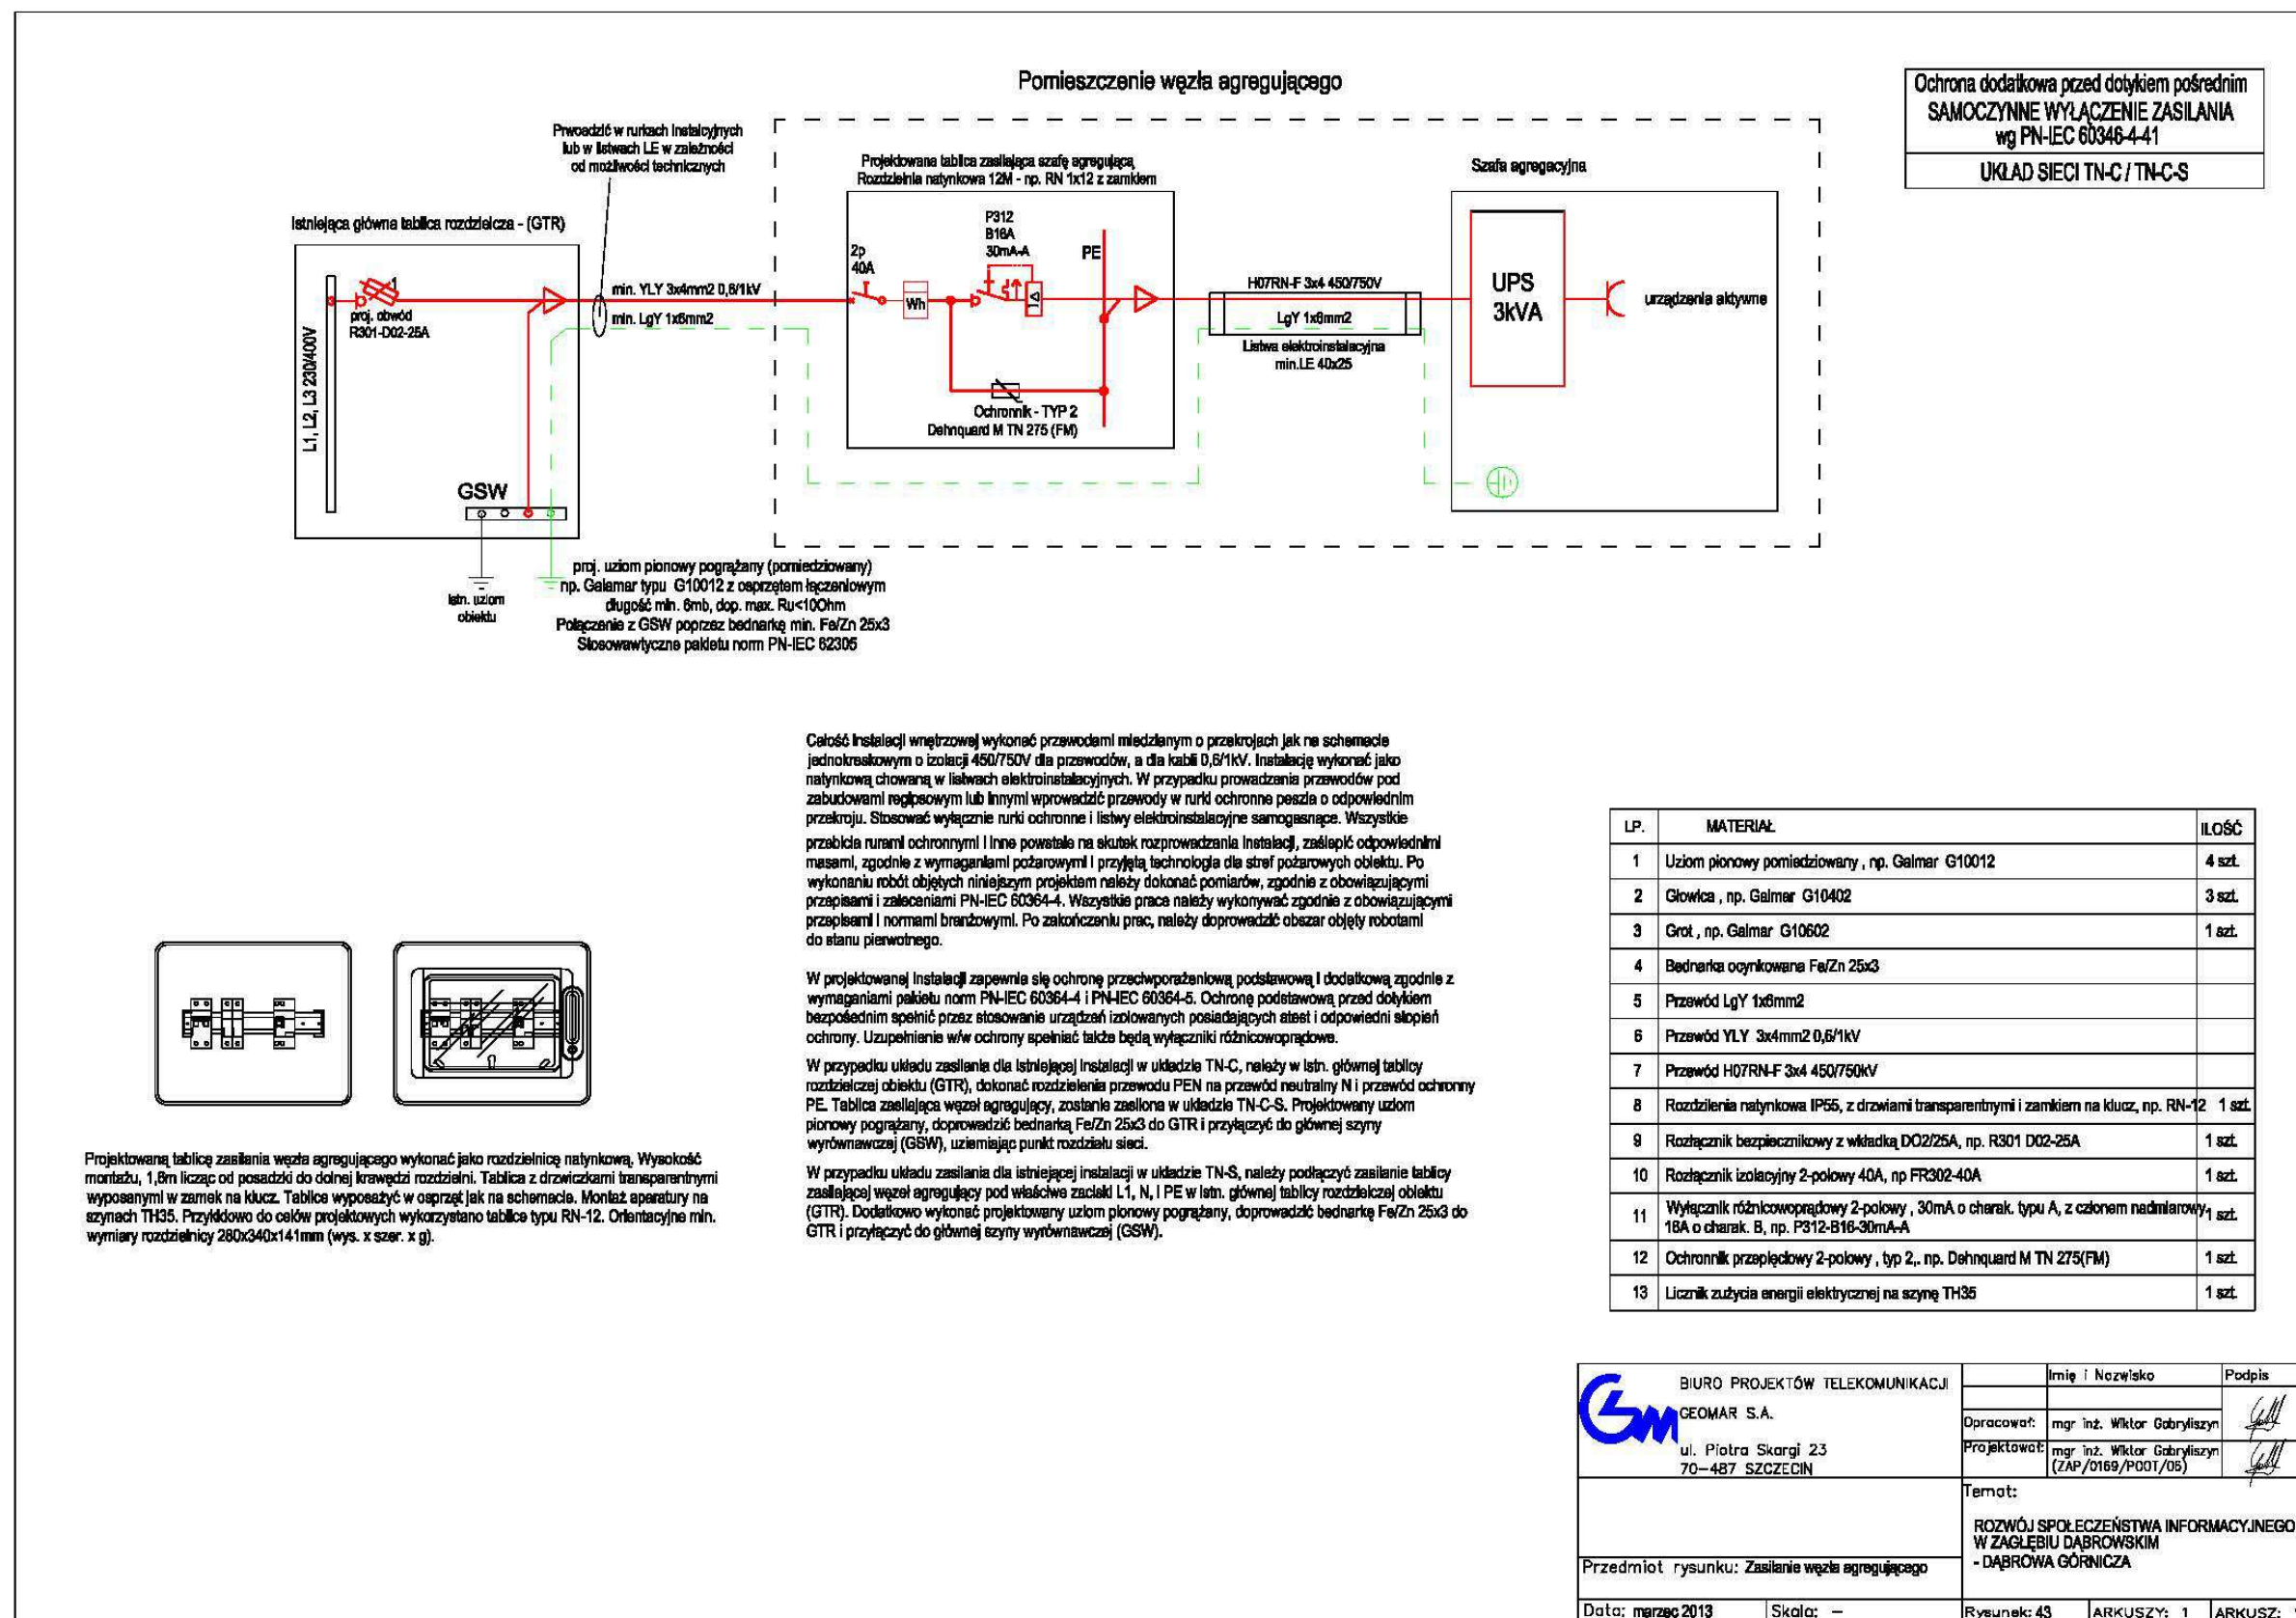 Pomieszczenie węzła agregującego
Ochrona dodatkowa przed dotykiem pośrednim
SAMOCZYNNE WYŁĄCZENIE ZASILANIA
wg PN-IEC 60346-4-41
UKŁAD SIECI TN-C / TN-C-S
Prwoadzić w rurkach instalcyjnych
lub w listwach LE w zależności
od możliwości technicznych
Projektowana tablica zasilająca szafę agregującą
Rozdzielnia natynkowa 12M - np. RN 1x12 z zamkiem
Szafa agregacyjna
Istniejąca główna tablica rozdzielcza - (GTR)
P312
B16A
30mA-A
2p
40A
PE
1
proj. obwód
R301-D02-25A
min. YLY 3x4mm2 0,6/1kV
min. LgY 1x6mm2
Wh
H07RN-F 3x4 450/750V
LgY 1x6mm2
Listwa elektroinstalacyjna
min.LE 40x25
UPS
3kVA
urządzenia aktywne
L1, L2, L3 230/400V
Ochronnik - TYP 2
Dehnquard M TN 275 (FM)
GSW
Istn. uziom
obiektu
proj. uziom pionowy pogrążany (pomiedziowany)
np. Galamar typu G10012 z osprzętem łączeniowym
długość min. 6mb, dop. max. Ru<10Ohm
Połączenie z GSW poprzez bednarkę min. Fe/Zn 25x3
Stosowawtyczne pakietu norm PN-IEC 62305
Całość instalacji wnętrzowej wykonać przewodami miedzianym o przekrojach jak na schemacie
jednokreskowym o izolacji 450/750V dla przewodów, a dla kabli 0,6/1kV. Instalację wykonać jako
natynkową chowaną w listwach elektroinstalacyjnych. W przypadku prowadzenia przewodów pod
zabudowami regipsowym lub innymi wprowadzić przewody w rurki ochronne peszla o odpowiednim
przekroju. Stosować wyłącznie rurki ochronne i listwy elektroinstalacyjne samogasnące. Wszystkie
przebicia rurami ochronnymi i inne powstałe na skutek rozprowadzania instalacji, zaślepić odpowiednimi
masami, zgodnie z wymaganiami pożarowymi i przyjętą technologia dla stref pożarowych obiektu. Po
wykonaniu robót objętych niniejszym projektem należy dokonać pomiarów, zgodnie z obowiązującymi
przepisami i zaleceniami PN-IEC 60364-4. Wszystkie prace należy wykonywać zgodnie z obowiązującymi
przepisami i normami branżowymi. Po zakończeniu prac, należy doprowadzić obszar objęty robotami
do stanu pierwotnego.
W projektowanej instalacji zapewnia się ochronę przeciwporażeniową podstawową i dodatkową zgodnie z
wymaganiami pakietu norm PN-IEC 60364-4 i PN-IEC 60364-5. Ochronę podstawową przed dotykiem
bezpośednim spełnić przez stosowanie urządzeń izolowanych posiadających atest i odpowiedni stopień
ochrony. Uzupełnienie w/w ochrony spełniać także będą wyłączniki różnicowoprądowe.
W przypadku układu zasilania dla istniejącej instalacji w układzie TN-C, należy w istn. głównej tablicy
rozdzielczej obiektu (GTR), dokonać rozdzielenia przewodu PEN na przewód neutralny N i przewód ochronny
PE. Tablica zasilająca węzeł agregujący, zostanie zasilona w układzie TN-C-S. Projektowany uziom
pionowy pogrążany, doprowadzić bednarką Fe/Zn 25x3 do GTR i przyłączyć do głównej szyny
wyrównawczej (GSW), uziemiając punkt rozdziału sieci.
W przypadku układu zasilania dla istniejącej instalacji w układzie TN-S, należy podłączyć zasilanie tablicy
zasilającej węzeł agregujący pod właściwe zaciski L1, N, i PE w istn. głównej tablicy rozdzielczej obiektu
(GTR). Dodatkowo wykonać projektowany uziom pionowy pogrążany, doprowadzić bednarkę Fe/Zn 25x3 do
GTR i przyłączyć do głównej szyny wyrównawczej (GSW).
Projektowaną tablicę zasilania węzła agregującego wykonać jako rozdzielnicę natynkową. Wysokość
montażu, 1,6m licząc od posadzki do dolnej krawędzi rozdzielni. Tablica z drzwiczkami transparentnymi
wyposanymi w zamek na klucz. Tablice wyposażyć w osprzęt jak na schemacie. Montaż aparatury na
szynach TH35. Przykłdowo do celów projektowych wykorzystano tablice typu RN-12. Orientacyjne min.
wymiary rozdzielnicy 280x340x141mm (wys. x szer. x g).
LP. MATERIAŁ ILOŚĆ
1 Uziom pionowy pomiedziowany , np. Galmar G10012 4 szt.
2 Głowica , np. Galmar G10402 3 szt.
3 Grot , np. Galmar G10602 1 szt.
4 Bednarka ocynkowana Fe/Zn 25x3
5 Przewód LgY 1x6mm2
6 Przewód YLY 3x4mm2 0,6/1kV
7 Przewód H07RN-F 3x4 450/750kV
8 Rozdzilenia natynkowa IP55, z drzwiami transparentnymi i zamkiem na klucz, np. RN-12 1 szt.
9 Rozłącznik bezpiecznikowy z wkładką DO2/25A, np. R301 D02-25A 1 szt.
10 Rozłącznik izolacyjny 2-polowy 40A, np FR302-40A 1 szt.
11 Wyłącznik różnicowoprądowy 2-polowy , 30mA o charak. typu A, z członem nadmiarowy, 1 szt.
16A o charak. B, np. P312-B16-30mA-A
12 Ochronnik przepięciowy 2-polowy , typ 2,. np. Dehnquard M TN 275(FM) 1 szt.
13 Licznik zużycia energii elektrycznej na szynę TH35 1 szt.
BIURO PROJEKTÓW TELEKOMUNIKACJI
GEOMAR S.A.
ul. Piotra Skargi 23
70-487 SZCZECIN
Imię i Nazwisko Podpis
Opracował: mgr inż. Wiktor Gabryliszyn
Projektował: mgr inż. Wiktor Gabryliszyn
(ZAP/0169/POOT/06)
Temat:
ROZWÓJ SPOŁECZEŃSTWA INFORMACYJNEGO
W ZAGŁĘBIU DĄBROWSKIM
- DĄBROWA GÓRNICZA
Przedmiot rysunku: Zasilanie węzła agregującego
Data: marzec 2013 Skala: - Rysunek: 43 ARKUSZY: 1 ARKUSZ: